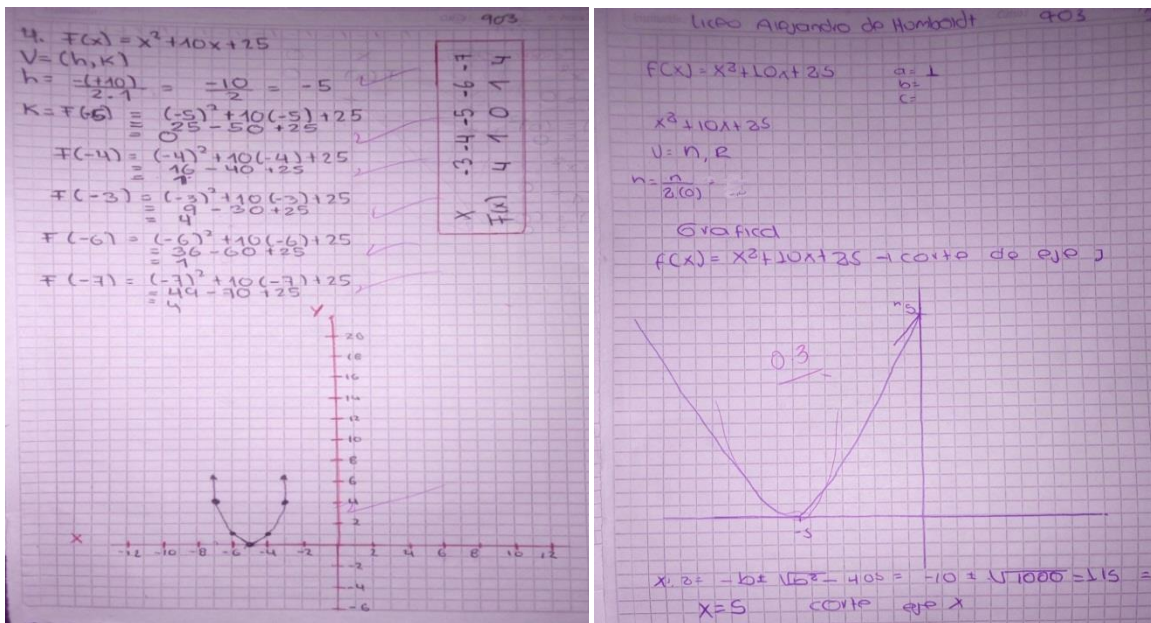 903
4. F(x) = x² + 10x + 25
V = (h, K)
h = -(+10) / 2·1 = -10 / 2 = -5
K = F(-5) = (-5)² + 10(-5) + 25
= 25 - 50 + 25
= 0
F(-4) = (-4)² + 10(-4) + 25
= 16 - 40 + 25
= 1
F(-3) = (-3)² + 10(-3) + 25
= 9 - 30 + 25
= 4
F(-6) = (-6)² + 10(-6) + 25
= 36 - 60 + 25
= 1
F(-7) = (-7)² + 10(-7) + 25
= 49 - 70 + 25
= 4
X -3 -4 -5 -6 -7
F(x) 4 1 0 1 4
Y
20
18
16
14
12
10
8
6
4
2
X -12 -10 -8 -6 -4 -2 2 4 6 8 10 12
-2
-4
-6
Liceo Alejandro de Humboldt 903
f(x) = x² + 10x + 25 a = 1
b =
c =
x² + 10x + 25
Grafica
f(x) = x² + 10x + 25 → corte de eje
03
-5
x = 5 corte eje x